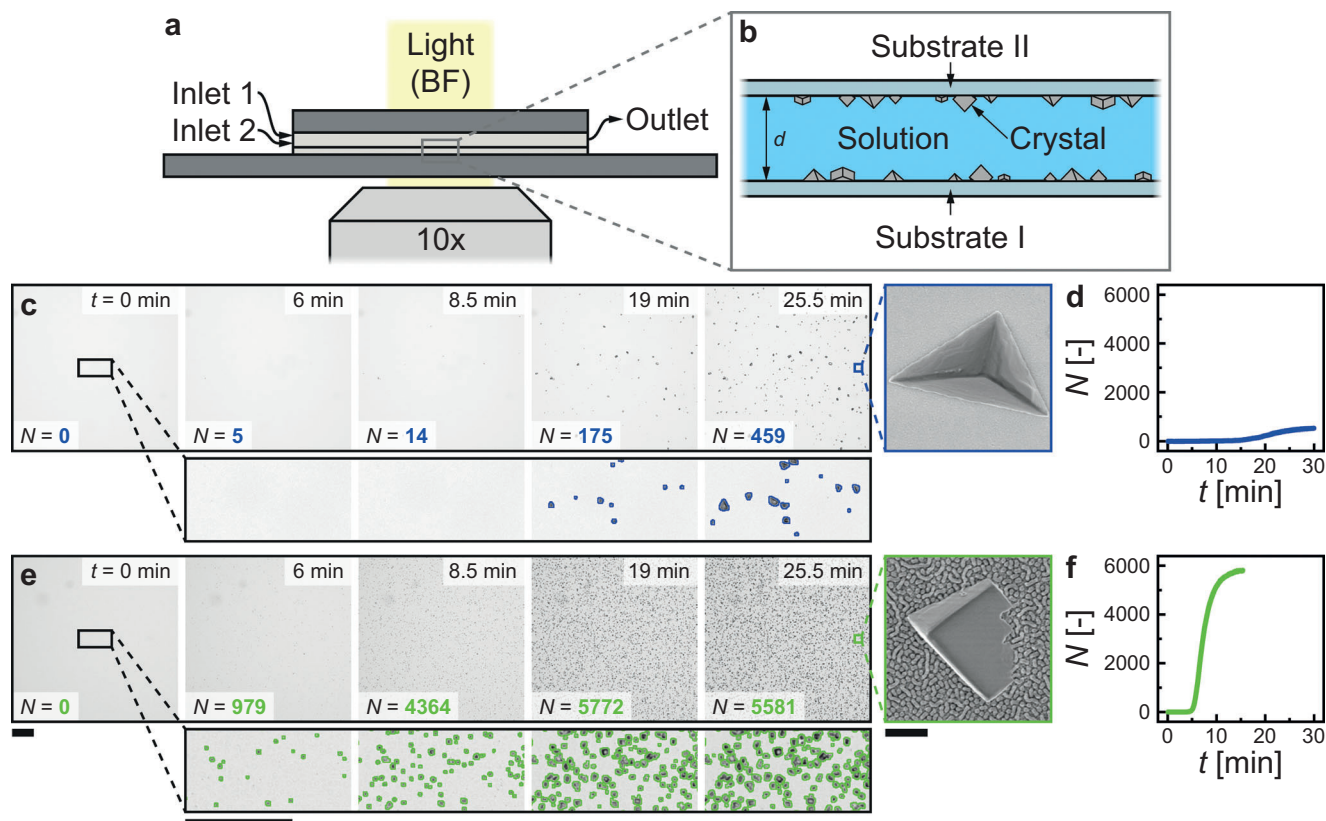 a
Light
(BF)
Inlet 1
Inlet 2
Outlet
10x
b
Substrate II
d
Solution
Crystal
Substrate I
c
t = 0 min
6 min
8.5 min
19 min
25.5 min
N = 0
N = 5
N = 14
N = 175
N = 459
d
6000
4000
2000
0
N [-]
0 10 20 30
t [min]
e
t = 0 min
6 min
8.5 min
19 min
25.5 min
N = 0
N = 979
N = 4364
N = 5772
N = 5581
f
6000
4000
2000
0
N [-]
0 10 20 30
t [min]